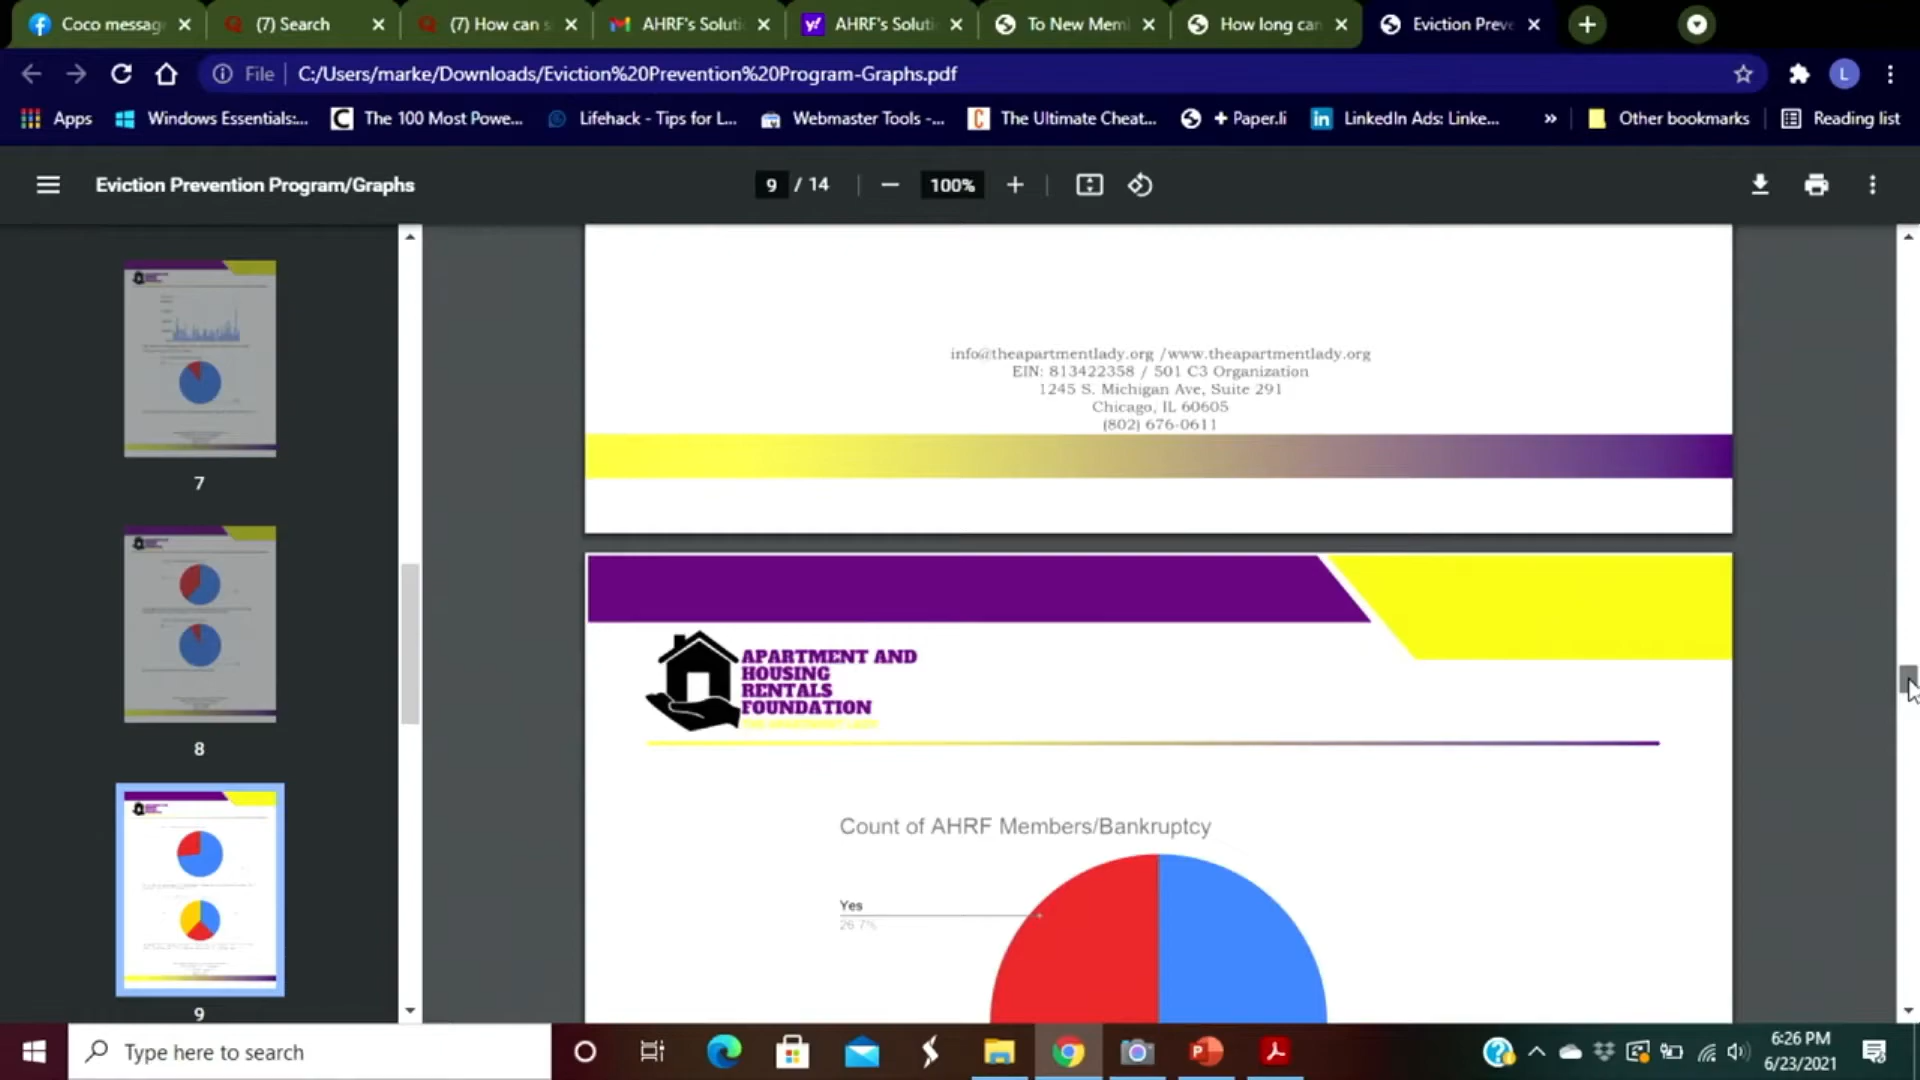 Coco messag
(7) Search
(7) How can s
AHRF's Soluti
AHRF's Soluti
To New Mem
How long can
Eviction Preve
File
C:/Users/marke/Downloads/Eviction%20Prevention%20Program-Graphs.pdf
L
Apps
Windows Essentials:...
The 100 Most Powe...
Lifehack - Tips for L...
Webmaster Tools -...
The Ultimate Cheat...
+ Paper.li
LinkedIn Ads: Linke...
»
Other bookmarks
Reading list
Eviction Prevention Program/Graphs
9 / 14
100%
7
8
9
info@theapartmentlady.org /www.theapartmentlady.org
EIN: 813422358 / 501 C3 Organization
1245 S. Michigan Ave, Suite 291
Chicago, IL 60605
(802) 676-0611
APARTMENT AND
HOUSING
RENTALS
FOUNDATION
Count of AHRF Members/Bankruptcy
Yes
26.7%
Type here to search
6:26 PM
6/23/2021